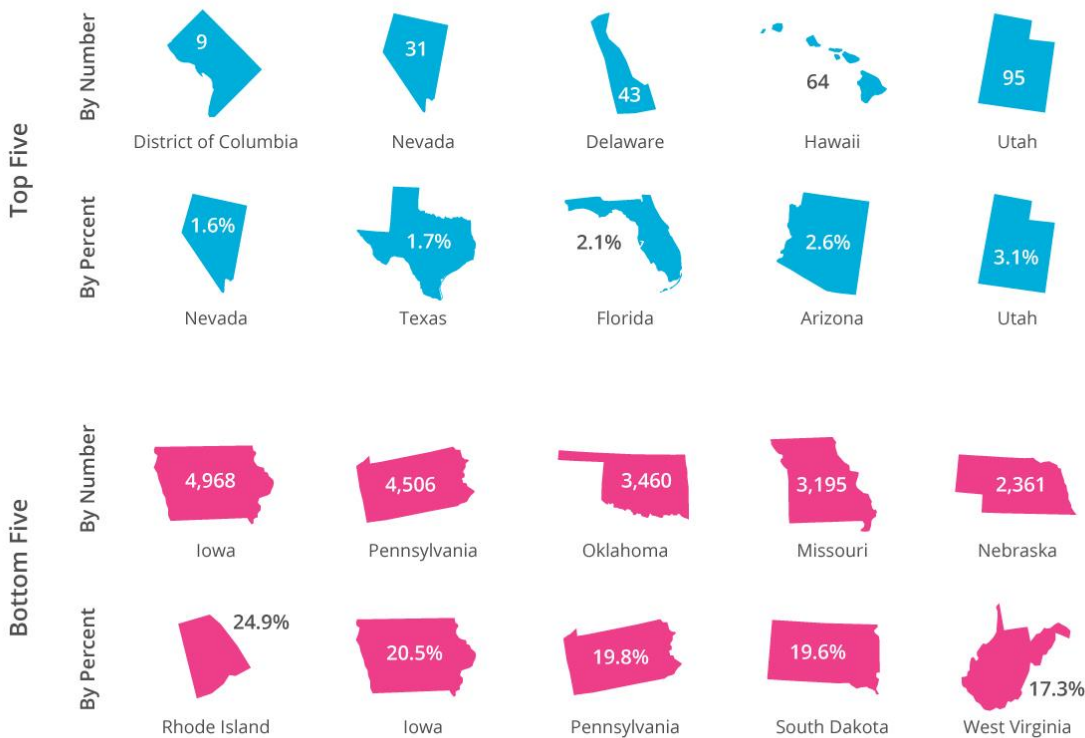 Top Five
By Number
9
31
43
64
95
District of Columbia
Nevada
Delaware
Hawaii
Utah
By Percent
1.6%
1.7%
2.1%
2.6%
3.1%
Nevada
Texas
Florida
Arizona
Utah
Bottom Five
By Number
4,968
4,506
3,460
3,195
2,361
Iowa
Pennsylvania
Oklahoma
Missouri
Nebraska
By Percent
24.9%
20.5%
19.8%
19.6%
17.3%
Rhode Island
Iowa
Pennsylvania
South Dakota
West Virginia